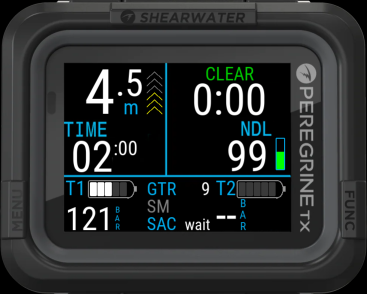 SHEARWATER
CLEAR
4.5 m
0:00
TIME
NDL
02:00
99
T1
GTR
9
T2
SM
121 BAR
SAC
wait
-- BAR
MENU
FUNC
PEREGRINE TX